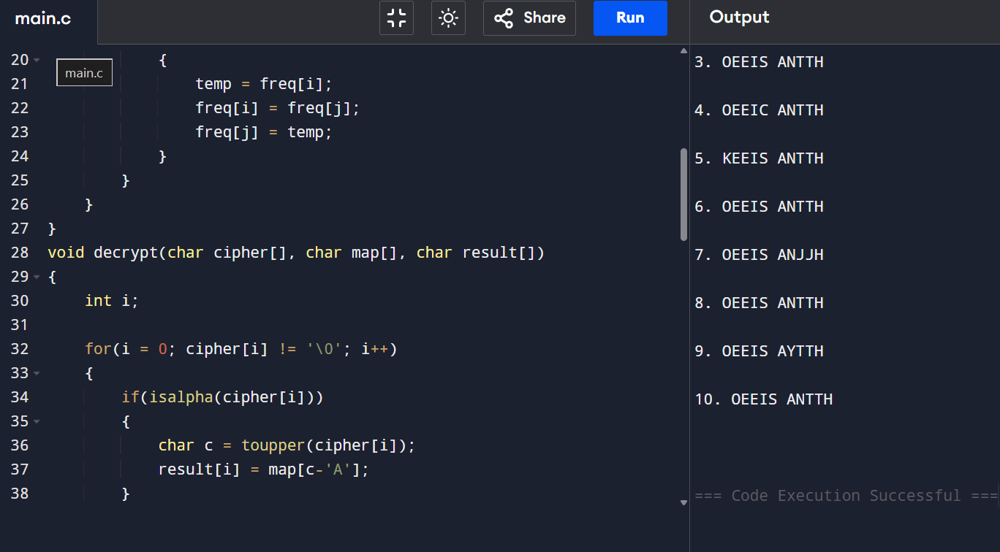 main.c
Share
Run
Output
main.c
20 {
21 temp = freq[i];
22 freq[i] = freq[j];
23 freq[j] = temp;
24 }
25 }
26 }
27 }
28 void decrypt(char cipher[], char map[], char result[])
29 {
30 int i;
31
32 for(i = 0; cipher[i] != '\0'; i++)
33 {
34 if(isalpha(cipher[i]))
35 {
36 char c = toupper(cipher[i]);
37 result[i] = map[c-'A'];
38 }
3. OEEIS ANTTH
4. OEEIC ANTTH
5. KEEIS ANTTH
6. OEEIS ANTTH
7. OEEIS ANJJH
8. OEEIS ANTTH
9. OEEIS AYTTH
10. OEEIS ANTTH
=== Code Execution Successful ===